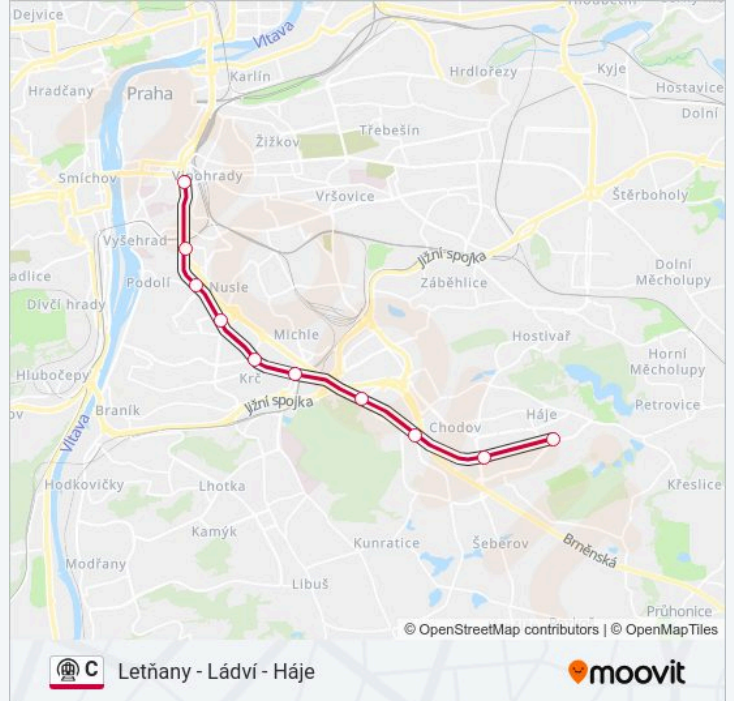 Dejvice
Vltava
Hloubětín
Karlín
Hrdlořezy
Kyje
Hradčany
Praha
Hostavice
Dolní
Žižkov
Třebešín
Smíchov
Vinohrady
Vršovice
Štěrboholy
Vyšehrad
Jižní spojka
adlice
Podolí
Nusle
Záběhlice
Dolní
Měcholupy
Dívčí hrady
Michle
Hostivař
Horní
Měcholupy
Hlubočepy
Krč
Jižní spojka
Petrovice
ov
Braník
Háje
Chodov
Vltava
Hodkovičky
Lhotka
Křeslice
Kamýk
Kunratice
Šeberov
Brněnská
Modřany
Libuš
Průhonice
© OpenStreetMap contributors | © OpenMapTiles
C Letňany - Ládví - Háje
moovit